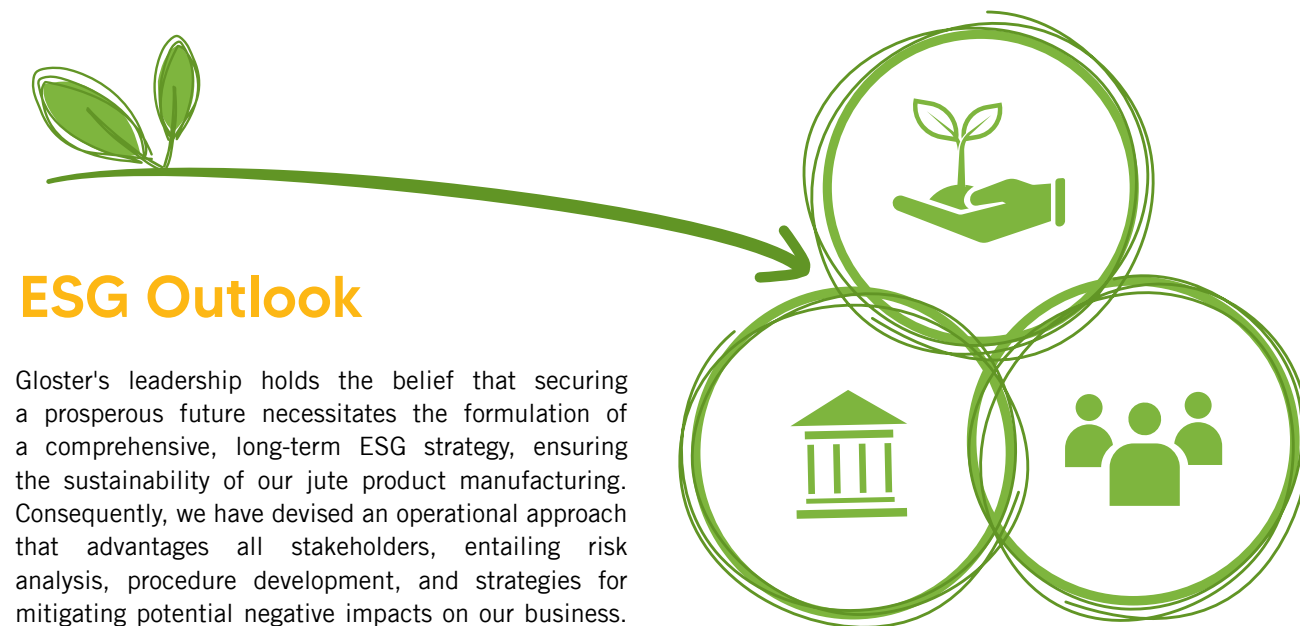 ESG Outlook
Gloster's leadership holds the belief that securing
a prosperous future necessitates the formulation of
a comprehensive, long-term ESG strategy, ensuring
the sustainability of our jute product manufacturing.
Consequently, we have devised an operational approach
that advantages all stakeholders, entailing risk
analysis, procedure development, and strategies for
mitigating potential negative impacts on our business.